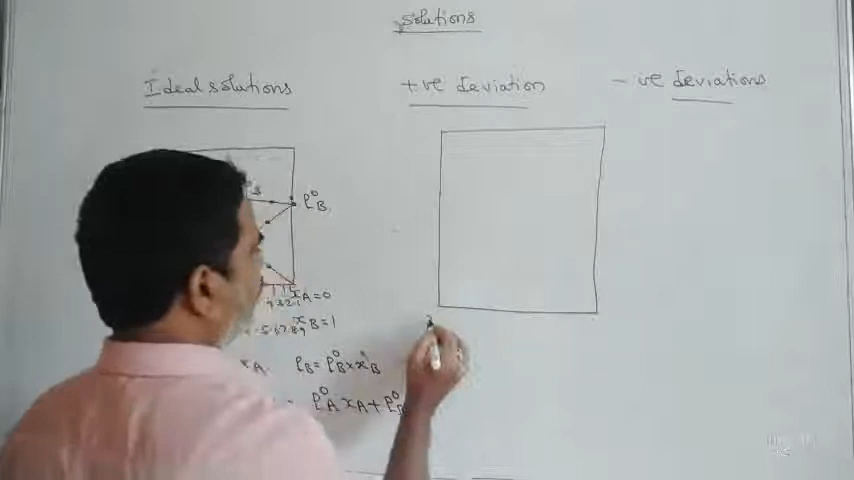 solutions
Ideal solutions
+ve deviation
- ve deviations
P°B
xA=0
xB=1
xA
PB = P°B × xB
P°A xA + P°B